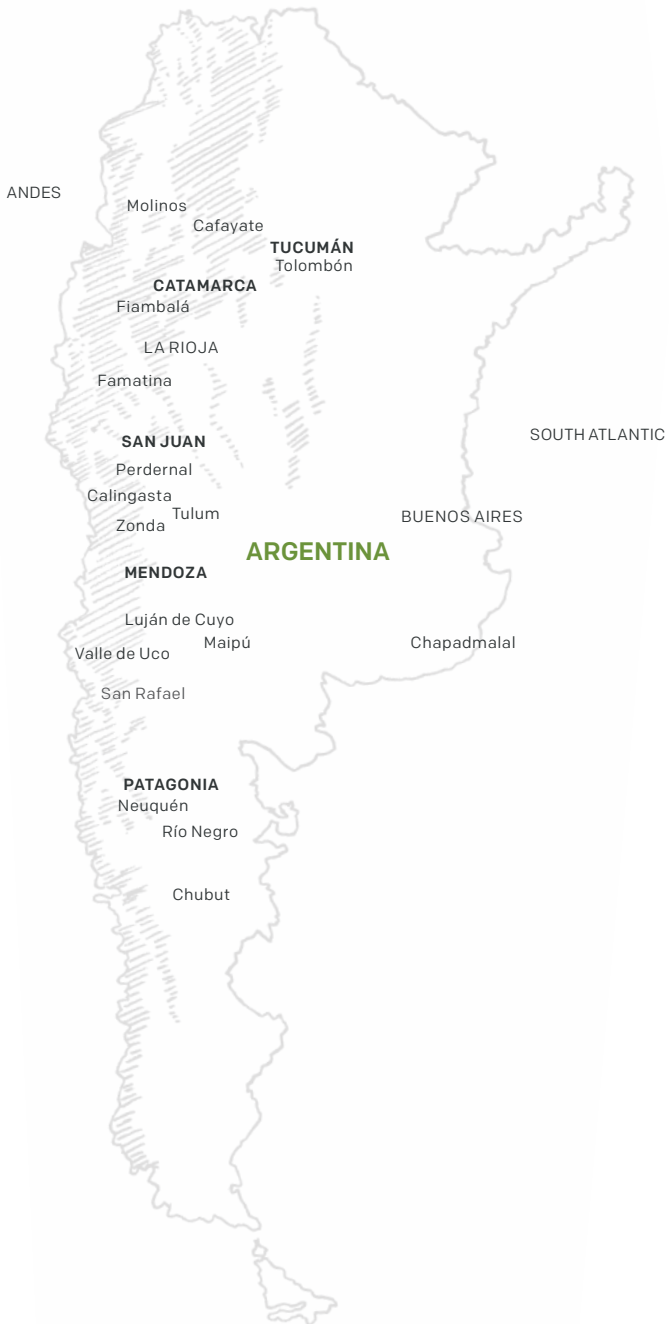 ANDES
Molinos
Cafayate
TUCUMÁN
Tolombón
CATAMARCA
Fiambalá
LA RIOJA
Famatina
SOUTH ATLANTIC
SAN JUAN
Perdernal
Calingasta
Tulum
Zonda
BUENOS AIRES
ARGENTINA
MENDOZA
Luján de Cuyo
Maipú
Chapadmalal
Valle de Uco
San Rafael
PATAGONIA
Neuquén
Río Negro
Chubut